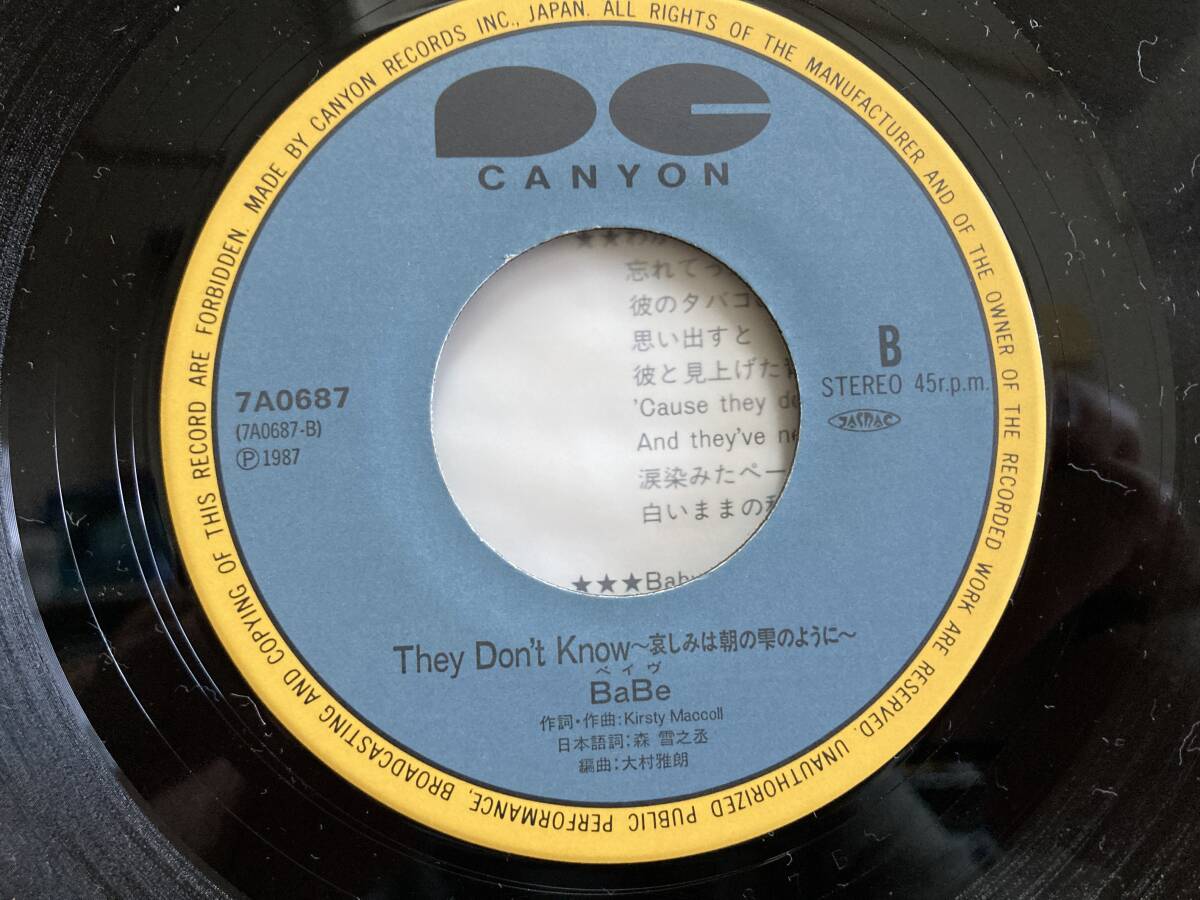 MADE BY CANYON RECORDS INC., JAPAN. ALL RIGHTS OF THE MANUFACTURER AND OF THE OWNER OF THE RECORDED WORK ARE RESERVED. UNAUTHORIZED PUBLIC PERFORMANCE, BROADCASTING AND COPYING OF THIS RECORD ARE FORBIDDEN.
CANYON
忘れてっ
彼のタバコ
思い出すと
彼と見上げた
'Cause they
And they've
涙染みたペー
白いままの
★★★Baby
7A0687
(7A0687-B)
Ⓟ1987
B
STEREO 45r.p.m.
JASRAC
They Don't Know~哀しみは朝の雫のように~
ベイヴ
BaBe
作詞・作曲:Kirsty Maccoll
日本語詞:森 雪之丞
編曲:大村雅朗